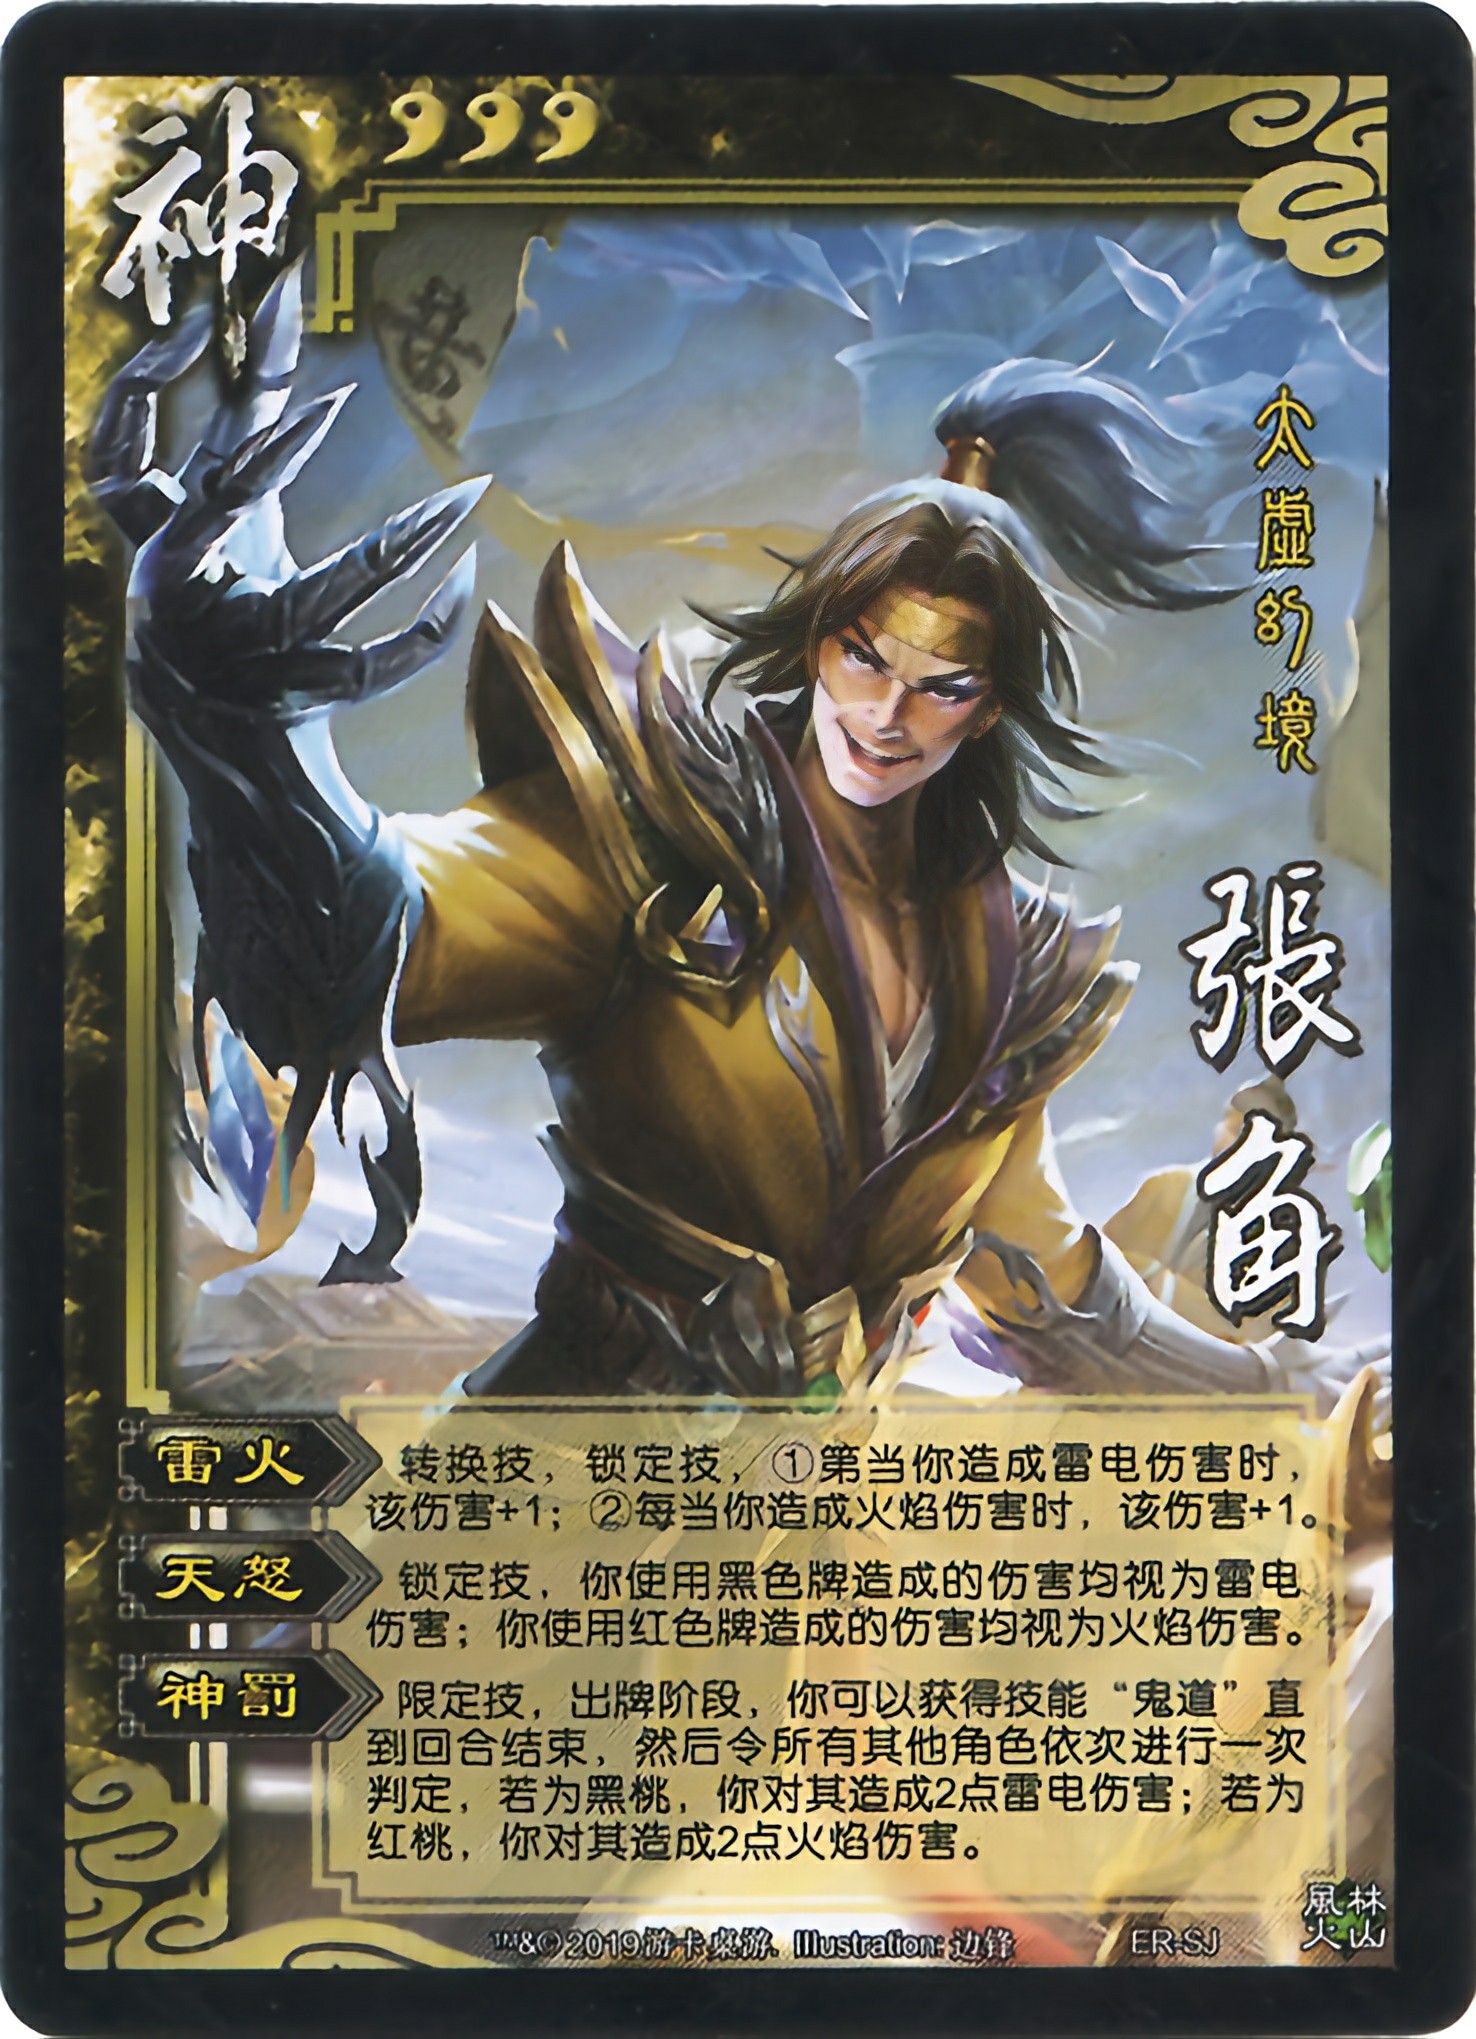 神
太虚幻境
張角
雷火
转换技，锁定技，①第当你造成雷电伤害时，
该伤害+1；②每当你造成火焰伤害时，该伤害+1。
天怒
锁定技，你使用黑色牌造成的伤害均视为雷电
伤害；你使用红色牌造成的伤害均视为火焰伤害。
神罰
限定技，出牌阶段，你可以获得技能“鬼道”直
到回合结束，然后令所有其他角色依次进行一次
判定，若为黑桃，你对其造成2点雷电伤害；若为
红桃，你对其造成2点火焰伤害。
™&©2019游卡桌游. Illustration: 边锋
ER-SJ
風林
火山